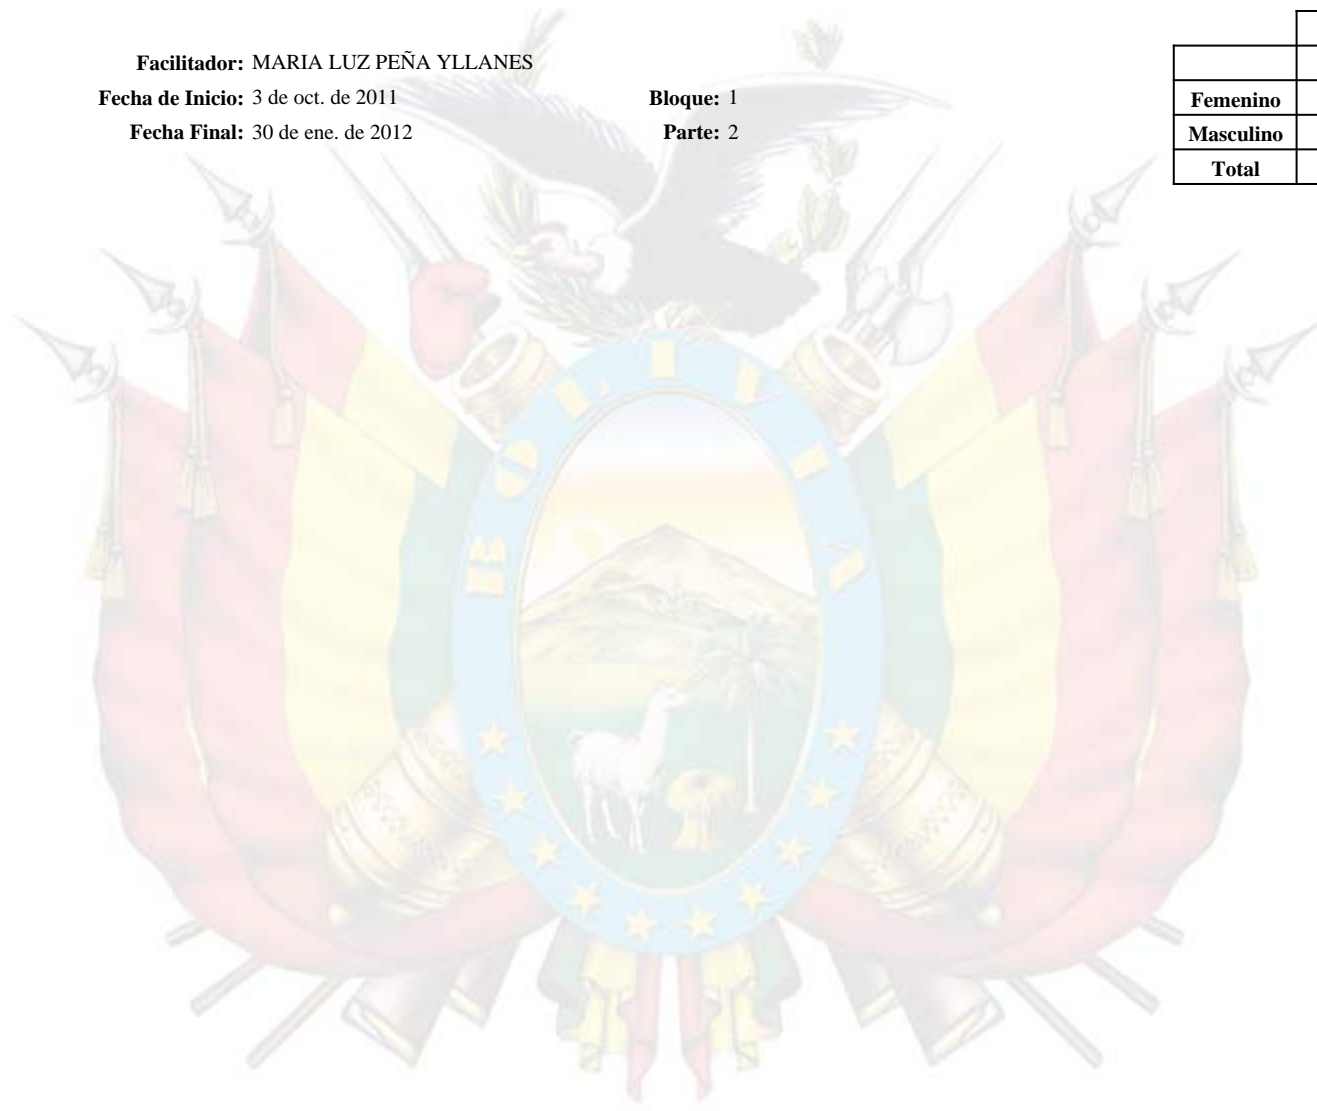 Facilitador: MARIA LUZ PEÑA YLLANES
Fecha de Inicio: 3 de oct. de 2011 Bloque: 1
Fecha Final: 30 de ene. de 2012 Parte: 2
Femenino
Masculino
Total
BOLIVIA